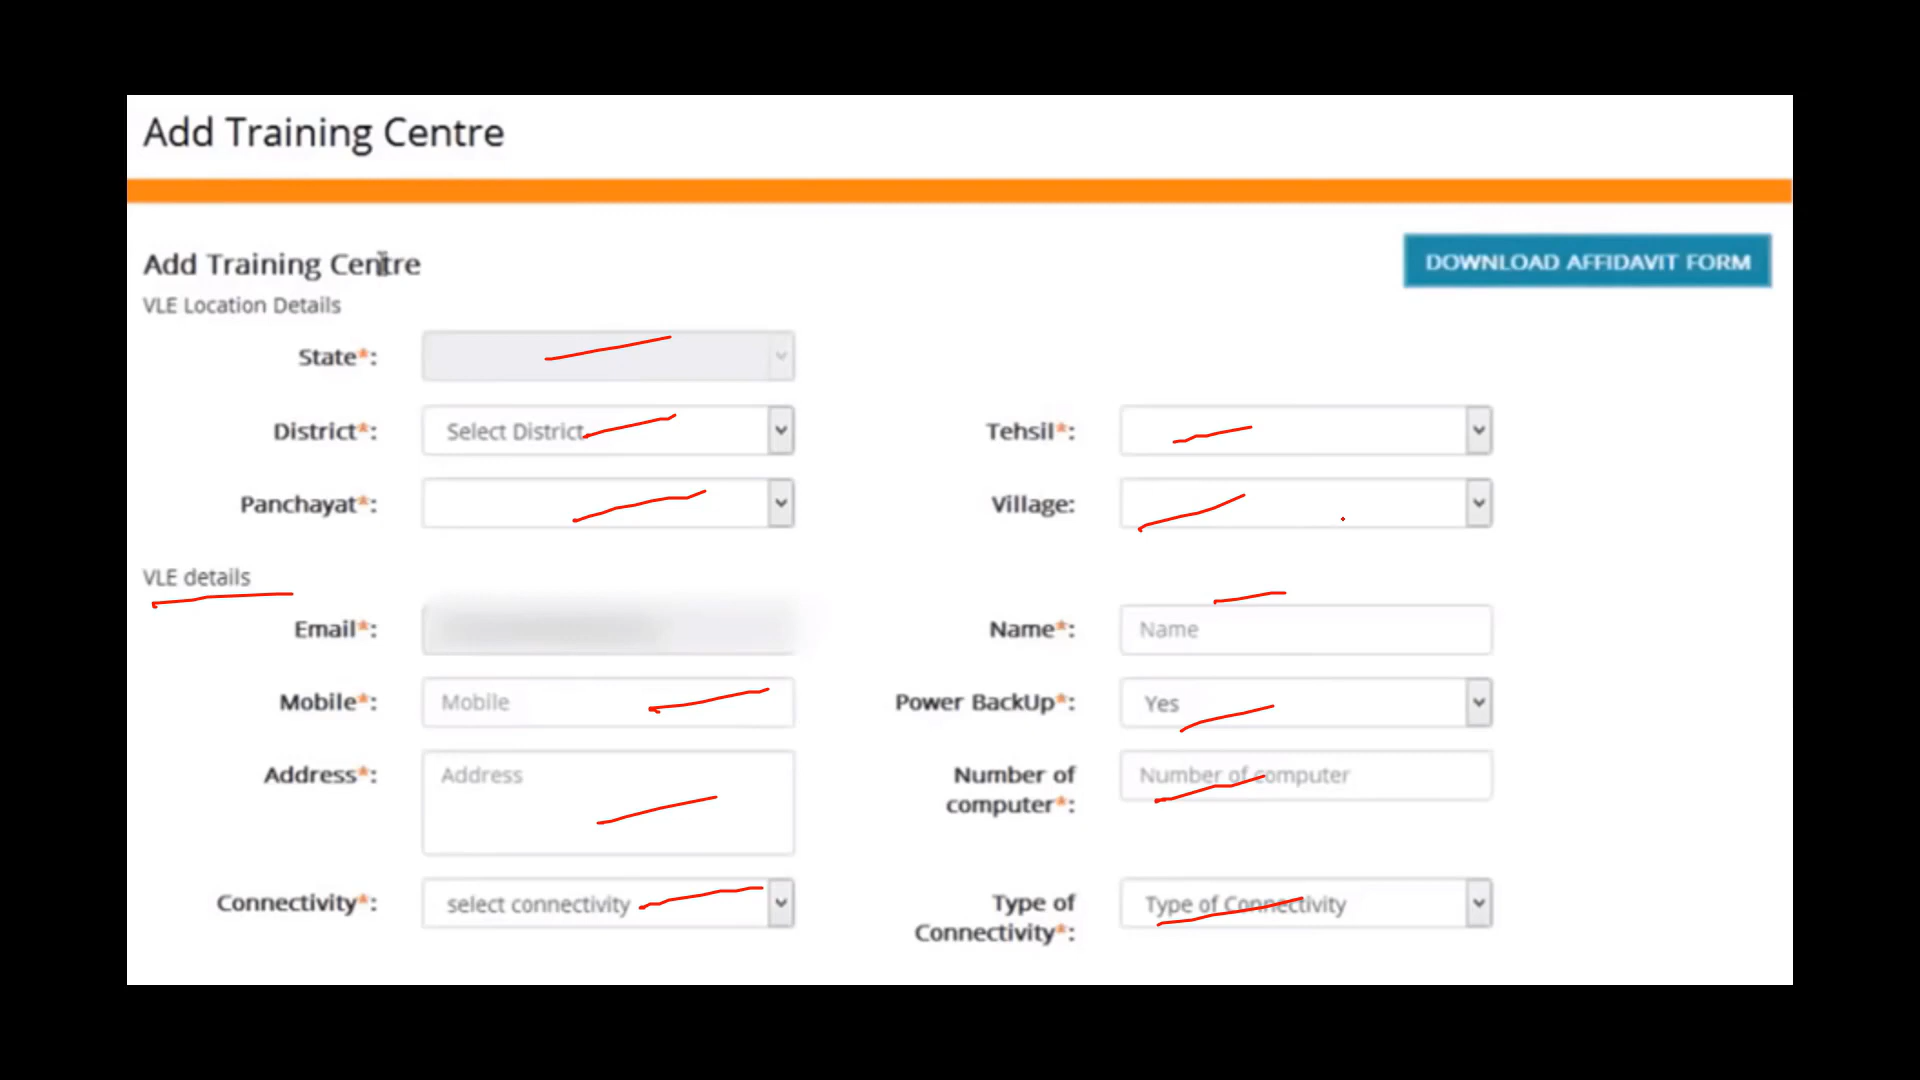 Add Training Centre
Add Training Centre
DOWNLOAD AFFIDAVIT FORM
VLE Location Details
State*:
District*: Select District
Tehsil*:
Panchayat*:
Village:
VLE details
Email*:
Name*: Name
Mobile*: Mobile
Power BackUp*: Yes
Address*: Address
Number of
computer*: Number of computer
Connectivity*: select connectivity
Type of
Connectivity*: Type of Connectivity